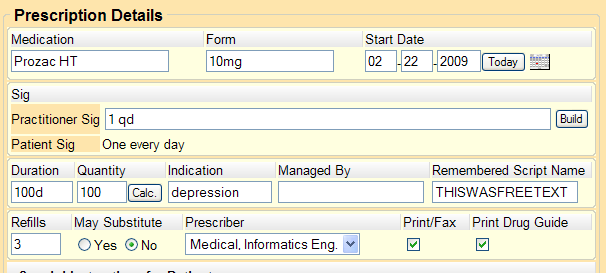 Prescription Details
Medication Form Start Date
Prozac HT 10mg 02 - 22 - 2009 Today
Sig
Practitioner Sig 1 qd Build
Patient Sig One every day
Duration Quantity Indication Managed By Remembered Script Name
100d 100 Calc. depression THISWASFREETEXT
Refills May Substitute Prescriber Print/Fax Print Drug Guide
3 Yes No Medical, Informatics Eng.